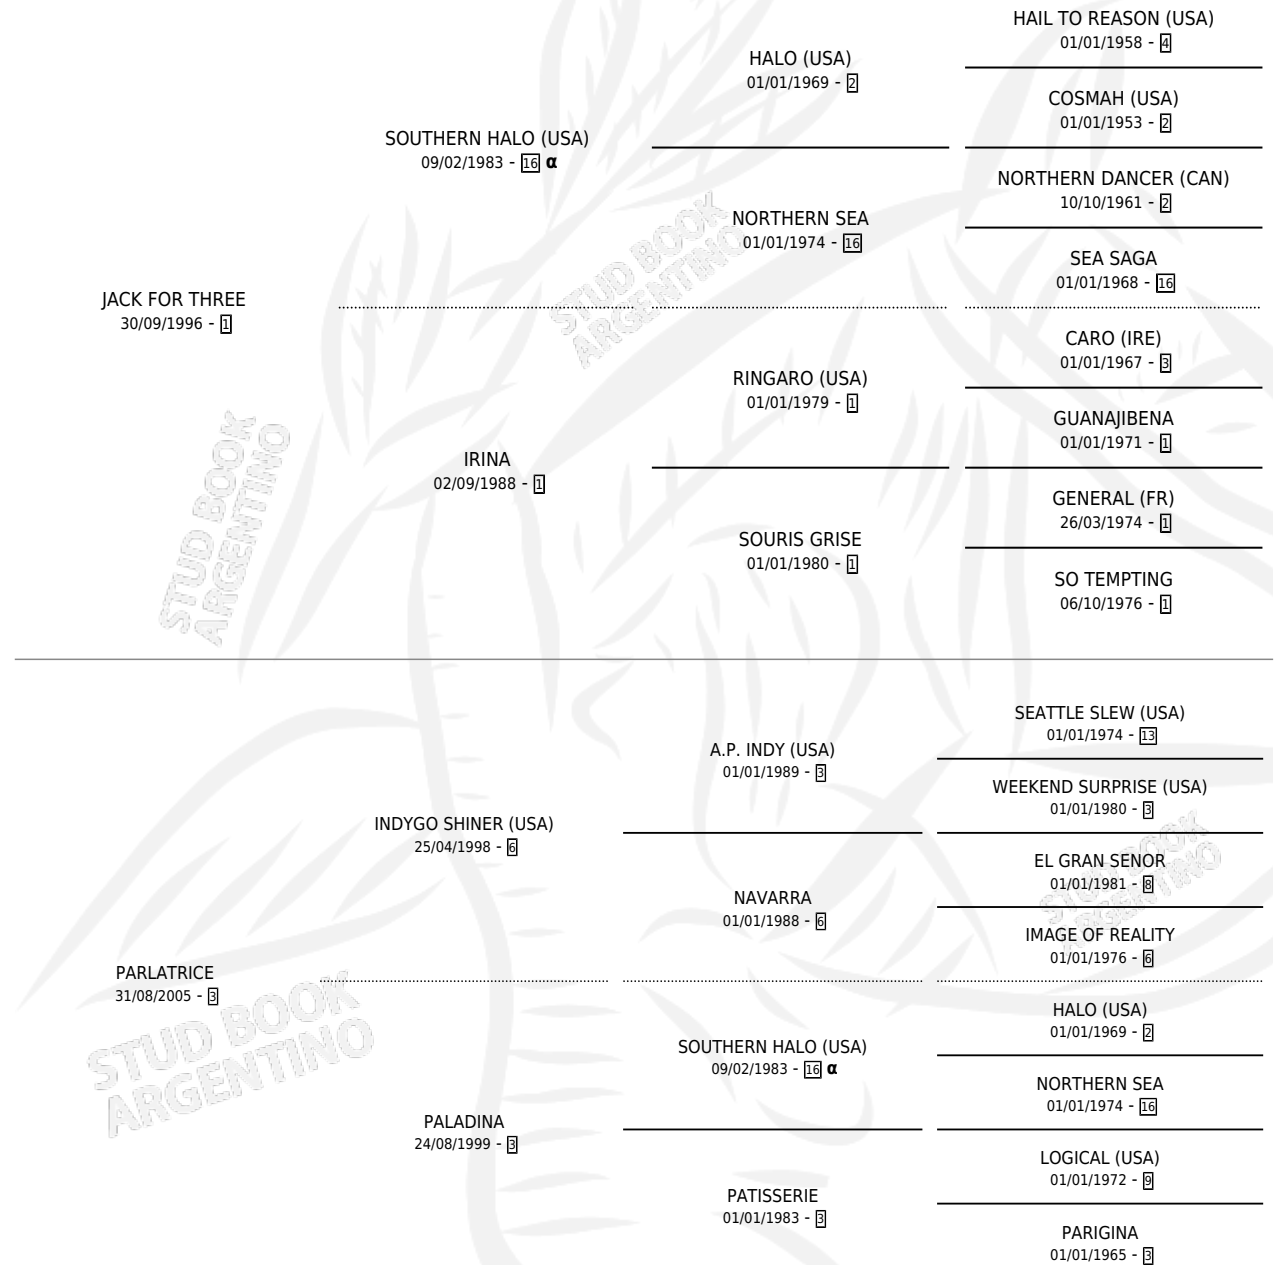 HAIL TO REASON (USA)
01/01/1958 - 4
HALO (USA)
01/01/1969 - 2
COSMAH (USA)
01/01/1953 - 2
SOUTHERN HALO (USA)
09/02/1983 - 16 α
NORTHERN DANCER (CAN)
10/10/1961 - 2
NORTHERN SEA
01/01/1974 - 16
SEA SAGA
01/01/1968 - 16
STUD BOOK
ARGENTINO
JACK FOR THREE
30/09/1996 - 1
CARO (IRE)
01/01/1967 - 3
RINGARO (USA)
01/01/1979 - 1
GUANAJIBENA
01/01/1971 - 1
IRINA
02/09/1988 - 1
GENERAL (FR)
26/03/1974 - 1
SOURIS GRISE
01/01/1980 - 1
SO TEMPTING
06/10/1976 - 1
STUD BOOK
ARGENTINO
SEATTLE SLEW (USA)
01/01/1974 - 13
A.P. INDY (USA)
01/01/1989 - 3
WEEKEND SURPRISE (USA)
01/01/1980 - 3
INDYGO SHINER (USA)
25/04/1998 - 6
EL GRAN SENOR
01/01/1981 - 8
STUD BOOK
ARGENTINO
NAVARRA
01/01/1988 - 6
IMAGE OF REALITY
01/01/1976 - 6
PARLATRICE
31/08/2005 - 3
STUD BOOK
ARGENTINO
HALO (USA)
01/01/1969 - 2
SOUTHERN HALO (USA)
09/02/1983 - 16 α
NORTHERN SEA
01/01/1974 - 16
PALADINA
24/08/1999 - 3
LOGICAL (USA)
01/01/1972 - 9
PATISSERIE
01/01/1983 - 3
PARIGINA
01/01/1965 - 3